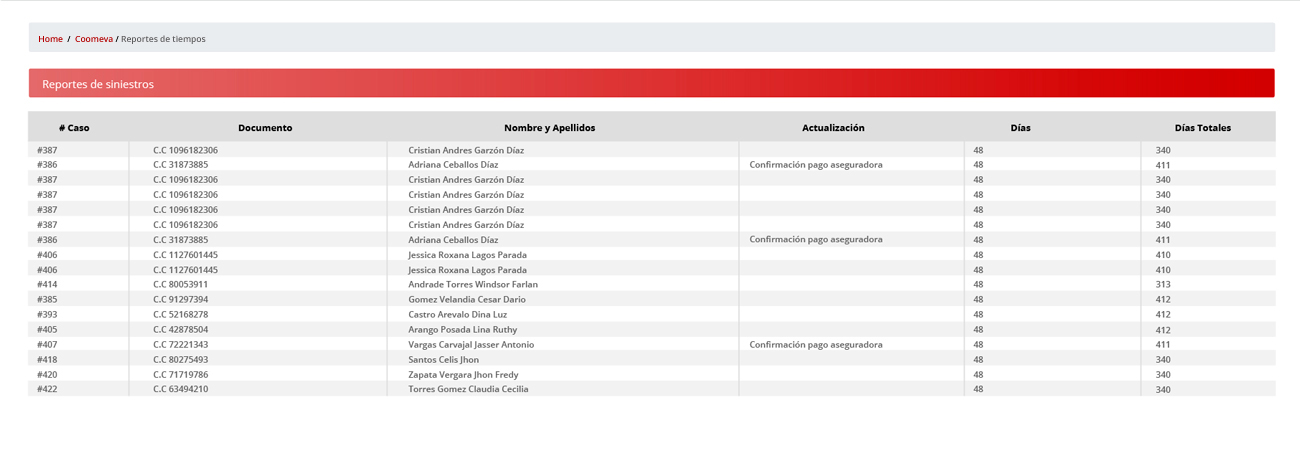 Home / Coomeva / Reportes de tiempos
Reportes de siniestros
# Caso Documento Nombre y Apellidos Actualización Días Días Totales
#387 C.C 1096182306 Cristian Andres Garzón Díaz 48 340
#386 C.C 31873885 Adriana Ceballos Díaz Confirmación pago aseguradora 48 411
#387 C.C 1096182306 Cristian Andres Garzón Díaz 48 340
#387 C.C 1096182306 Cristian Andres Garzón Díaz 48 340
#387 C.C 1096182306 Cristian Andres Garzón Díaz 48 340
#387 C.C 1096182306 Cristian Andres Garzón Díaz 48 340
#386 C.C 31873885 Adriana Ceballos Díaz Confirmación pago aseguradora 48 411
#406 C.C 1127601445 Jessica Roxana Lagos Parada 48 410
#406 C.C 1127601445 Jessica Roxana Lagos Parada 48 410
#414 C.C 80053911 Andrade Torres Windsor Farlan 48 313
#385 C.C 91297394 Gomez Velandia Cesar Dario 48 412
#393 C.C 52168278 Castro Arevalo Dina Luz 48 412
#405 C.C 42878504 Arango Posada Lina Ruthy 48 412
#407 C.C 72221343 Vargas Carvajal Jasser Antonio Confirmación pago aseguradora 48 411
#418 C.C 80275493 Santos Celis Jhon 48 340
#420 C.C 71719786 Zapata Vergara Jhon Fredy 48 340
#422 C.C 63494210 Torres Gomez Claudia Cecilia 48 340